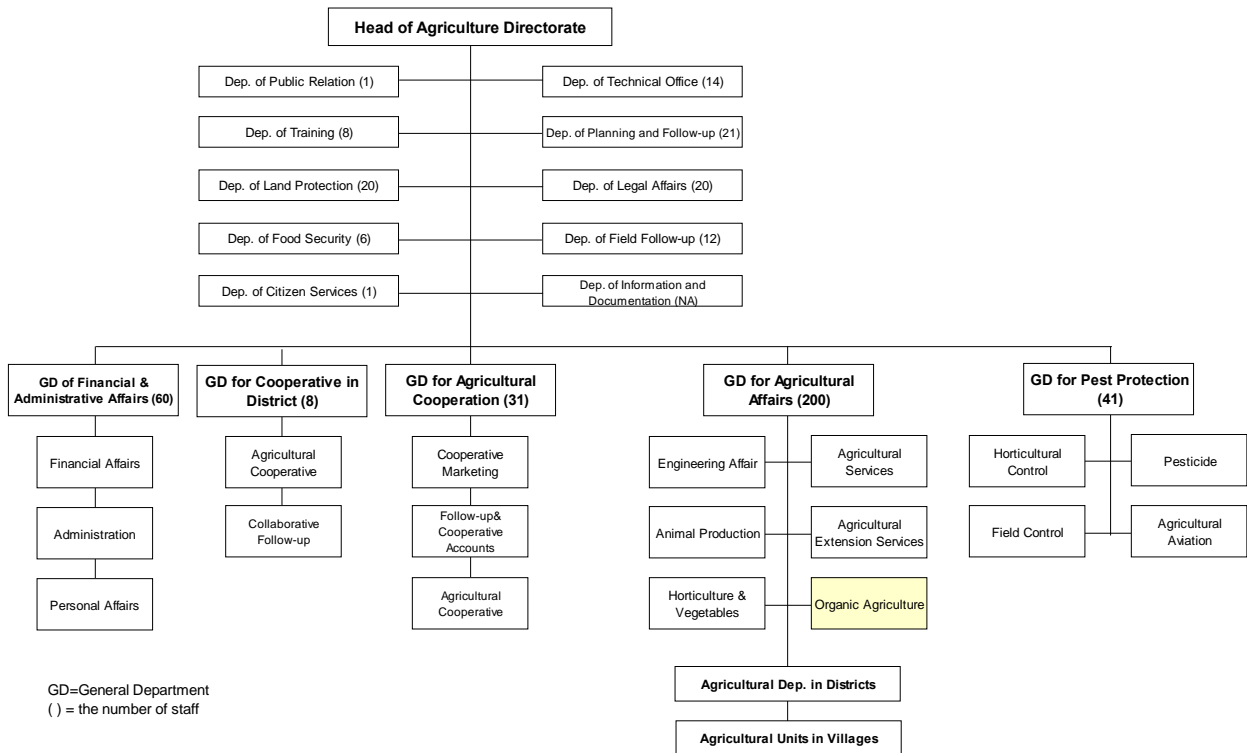 Head of Agriculture Directorate
Dep. of Public Relation (1)
Dep. of Technical Office (14)
Dep. of Training (8)
Dep. of Planning and Follow-up (21)
Dep. of Land Protection (20)
Dep. of Legal Affairs (20)
Dep. of Food Security (6)
Dep. of Field Follow-up (12)
Dep. of Citizen Services (1)
Dep. of Information and
Documentation (NA)
GD of Financial &
Administrative Affairs (60)
GD for Cooperative in
District (8)
GD for Agricultural
Cooperation (31)
GD for Agricultural
Affairs (200)
GD for Pest Protection
(41)
Financial Affairs
Administration
Personal Affairs
Agricultural
Cooperative
Collaborative
Follow-up
Cooperative
Marketing
Follow-up&
Cooperative
Accounts
Agricultural
Cooperative
Engineering Affair
Agricultural
Services
Animal Production
Agricultural
Extension Services
Horticulture &
Vegetables
Organic Agriculture
Horticultural
Control
Pesticide
Field Control
Agricultural
Aviation
Agricultural Dep. in Districts
Agricultural Units in Villages
GD=General Department
( ) = the number of staff